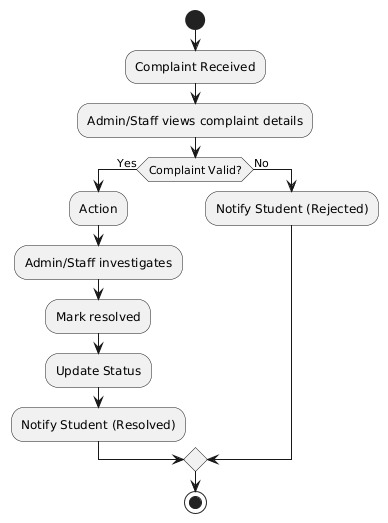 Complaint Received
Admin/Staff views complaint details
Yes
Complaint Valid?
No
Action
Notify Student (Rejected)
Admin/Staff investigates
Mark resolved
Update Status
Notify Student (Resolved)